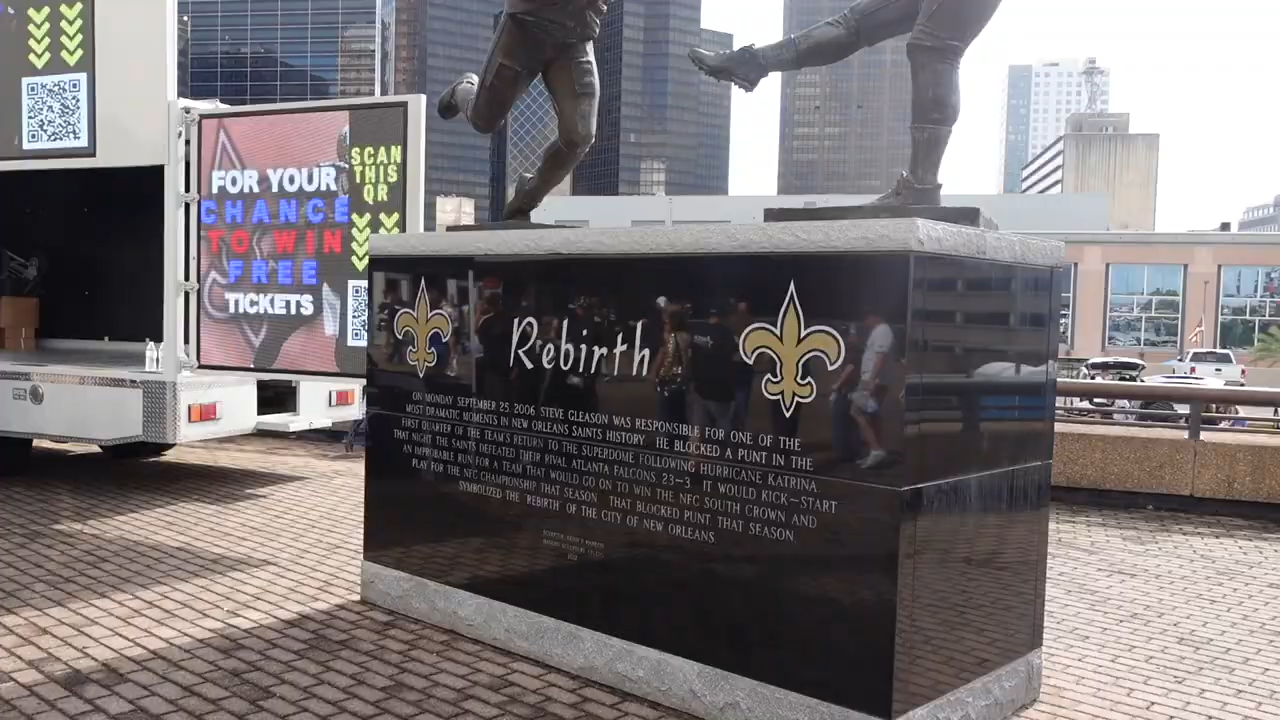 FOR YOUR
CHANCE
TO WIN
FREE
TICKETS
SCAN
THIS
QR
Rebirth
ON MONDAY SEPTEMBER 25, 2006 STEVE GLEASON WAS RESPONSIBLE FOR ONE OF THE
MOST DRAMATIC MOMENTS IN NEW ORLEANS SAINTS HISTORY. HE BLOCKED A PUNT IN THE
FIRST QUARTER OF THE TEAM'S RETURN TO THE SUPERDOME FOLLOWING HURRICANE KATRINA.
THAT NIGHT THE SAINTS DEFEATED THEIR RIVAL ATLANTA FALCONS 23-3. IT WOULD KICK-START
AN IMPROBABLE RUN FOR A TEAM THAT WOULD GO ON TO WIN THE NFC SOUTH CROWN AND
PLAY FOR THE NFC CHAMPIONSHIP THAT SEASON. THAT BLOCKED PUNT, THAT SEASON,
SYMBOLIZED THE "REBIRTH" OF THE CITY OF NEW ORLEANS.
2012